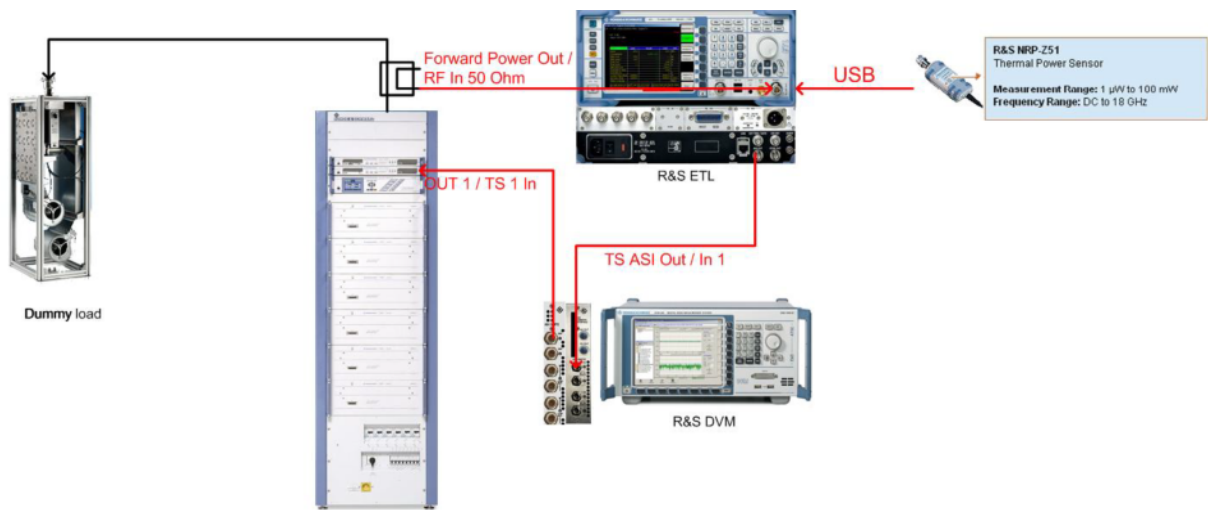 Forward Power Out /
RF In 50 Ohm
USB
R&S NRP-Z51
Thermal Power Sensor
Measurement Range: 1 µW to 100 mW
Frequency Range: DC to 18 GHz
R&S ETL
OUT 1 / TS 1 In
TS ASI Out / In 1
Dummy load
R&S DVM